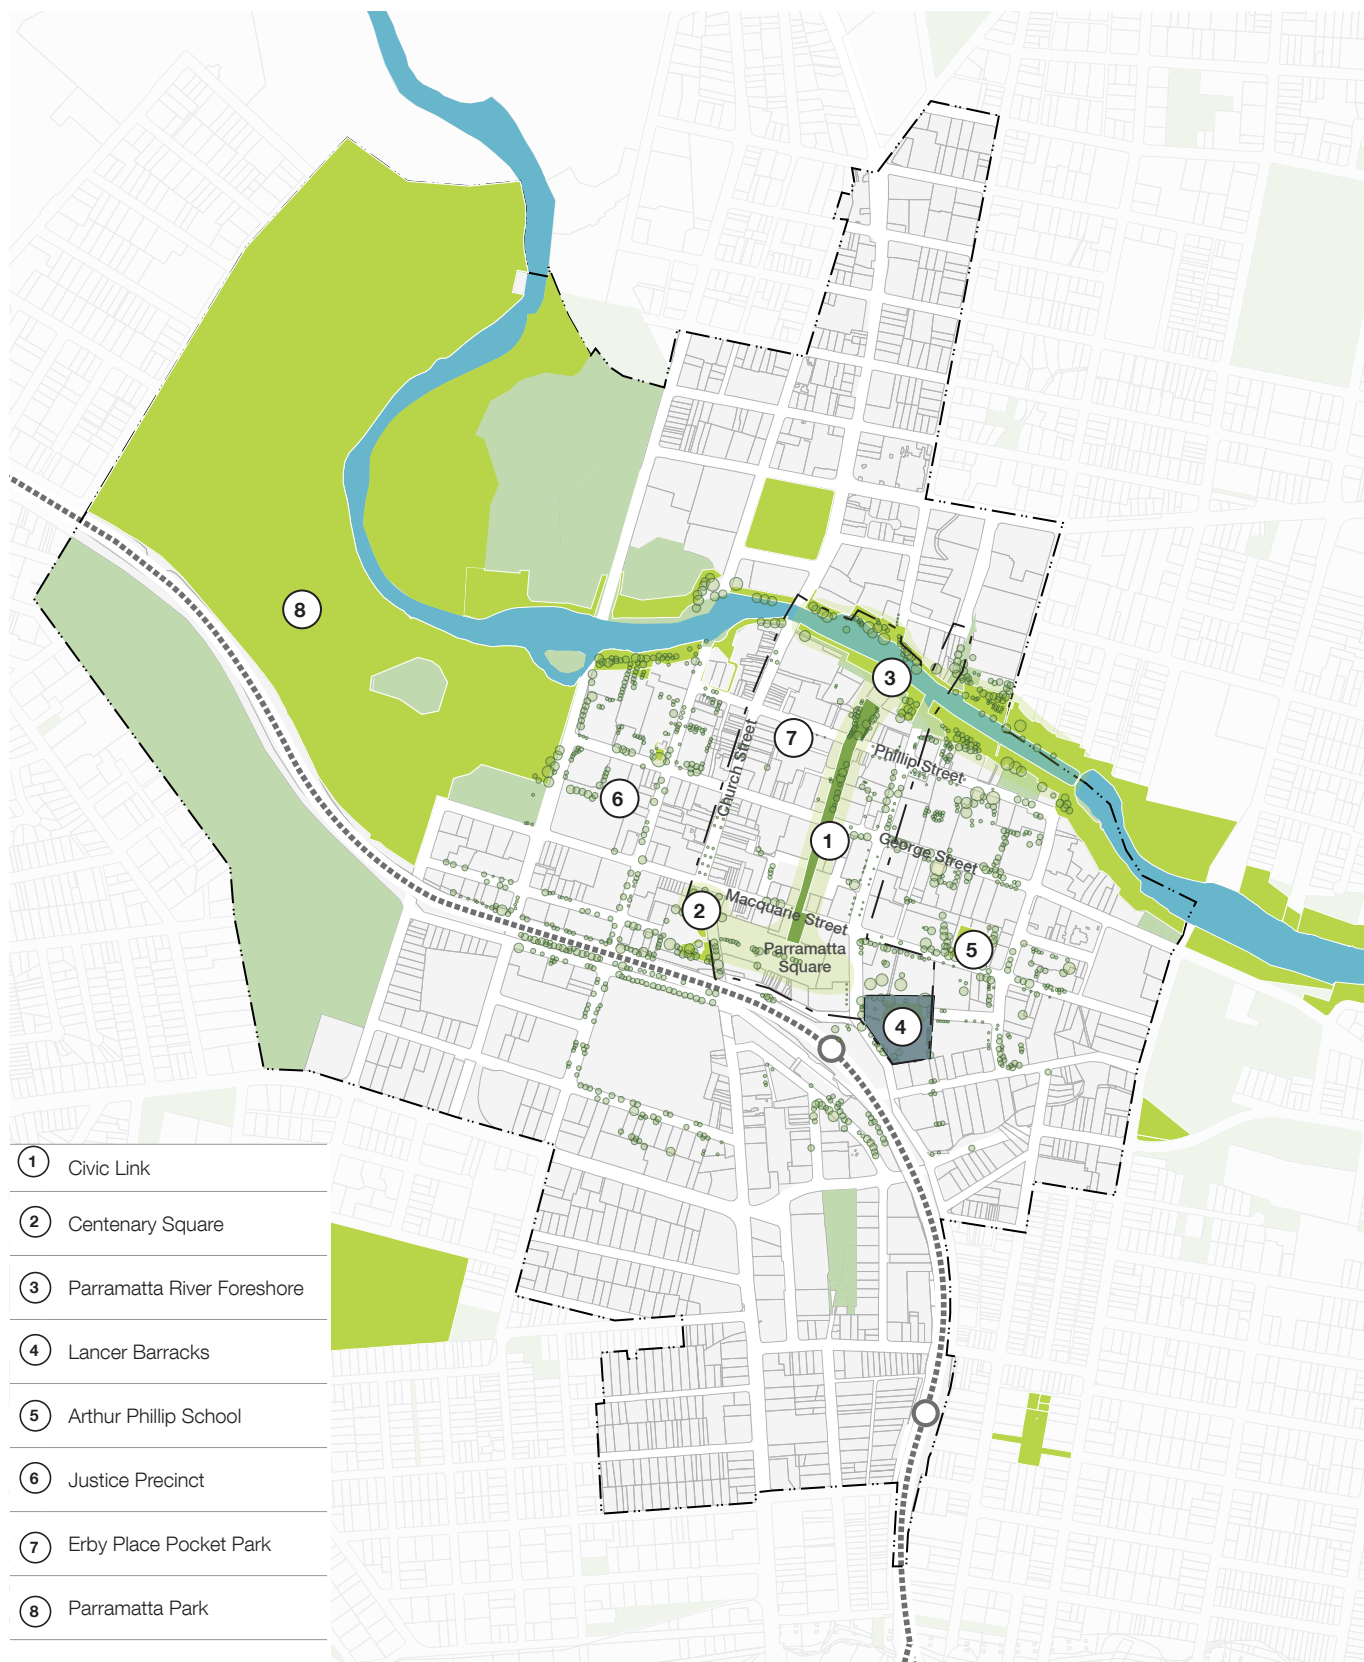 8
3
7
Church Street
Phillip Street
6
1
George Street
2
Macquarie Street
Parramatta
Square
5
4
1 Civic Link
2 Centenary Square
3 Parramatta River Foreshore
4 Lancer Barracks
5 Arthur Phillip School
6 Justice Precinct
7 Erby Place Pocket Park
8 Parramatta Park